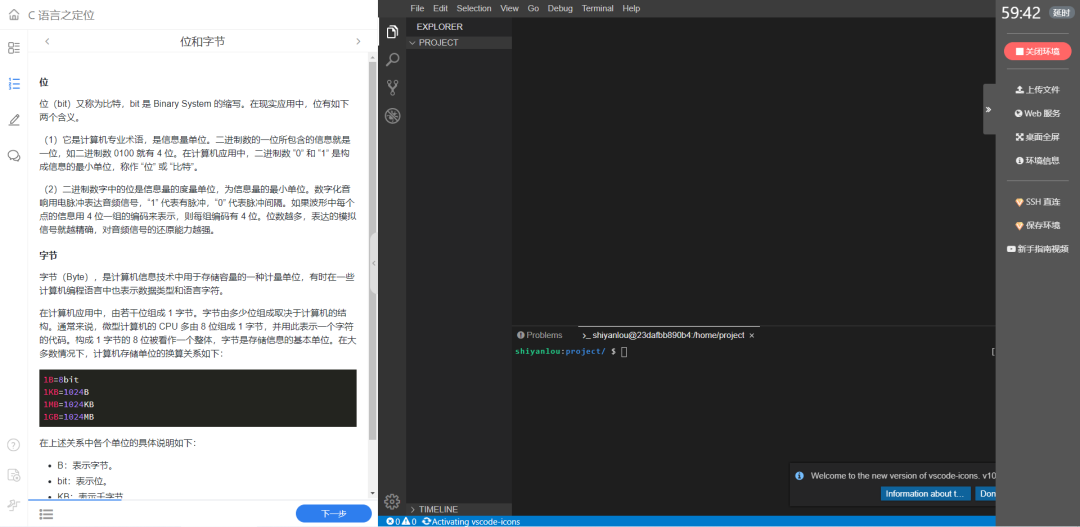 C 语言之定位
位和字节
位
位（bit）又称为比特，bit 是 Binary System 的缩写。在现实应用中，位有如下
两个含义。
（1）它是计算机专业术语，是信息量单位。二进制数的一位所包含的信息就是
一位，如二进制数 0100 就有 4 位。在计算机应用中，二进制数 “0” 和 “1” 是构
成信息的最小单位，称作 “位” 或 “比特”。
（2）二进制数字中的位是信息量的度量单位，为信息量的最小单位。数字化音
响用电脉冲表达音频信号，“1” 代表有脉冲，“0” 代表脉冲间隔。如果波形中每个
点的信息用 4 位一组的编码来表示，则每组编码有 4 位。位数越多，表达的模拟
信号就越精确，对音频信号的还原能力越强。
字节
字节（Byte），是计算机信息技术中用于存储容量的一种计量单位，有时在一些
计算机编程语言中也表示数据类型和语言字符。
在计算机应用中，由若干位组成 1 字节。字节由多少位组成取决于计算机的结
构。通常来说，微型计算机的 CPU 多由 8 位组成 1 字节，并用此表示一个字符
的代码。构成 1 字节的 8 位被看作一个整体，字节是存储信息的基本单位。在大
多数情况下，计算机存储单位的换算关系如下：
1B=8bit
1KB=1024B
1MB=1024KB
1GB=1024MB
在上述关系中各个单位的具体说明如下：
• B：表示字节。
• bit：表示位。
• KB：表示千字节
下一步
File Edit Selection View Go Debug Terminal Help
EXPLORER
PROJECT
TIMELINE
Problems
>_ shiyanlou@23dafbb890b4:/home/project ×
shiyanlou:project/ $
[
Welcome to the new version of vscode-icons. v10
Information about t...
Don
0 0 Activating vscode-icons
59:42 延时
关闭环境
上传文件
Web 服务
桌面全屏
环境信息
SSH 直连
保存环境
新手指南视频